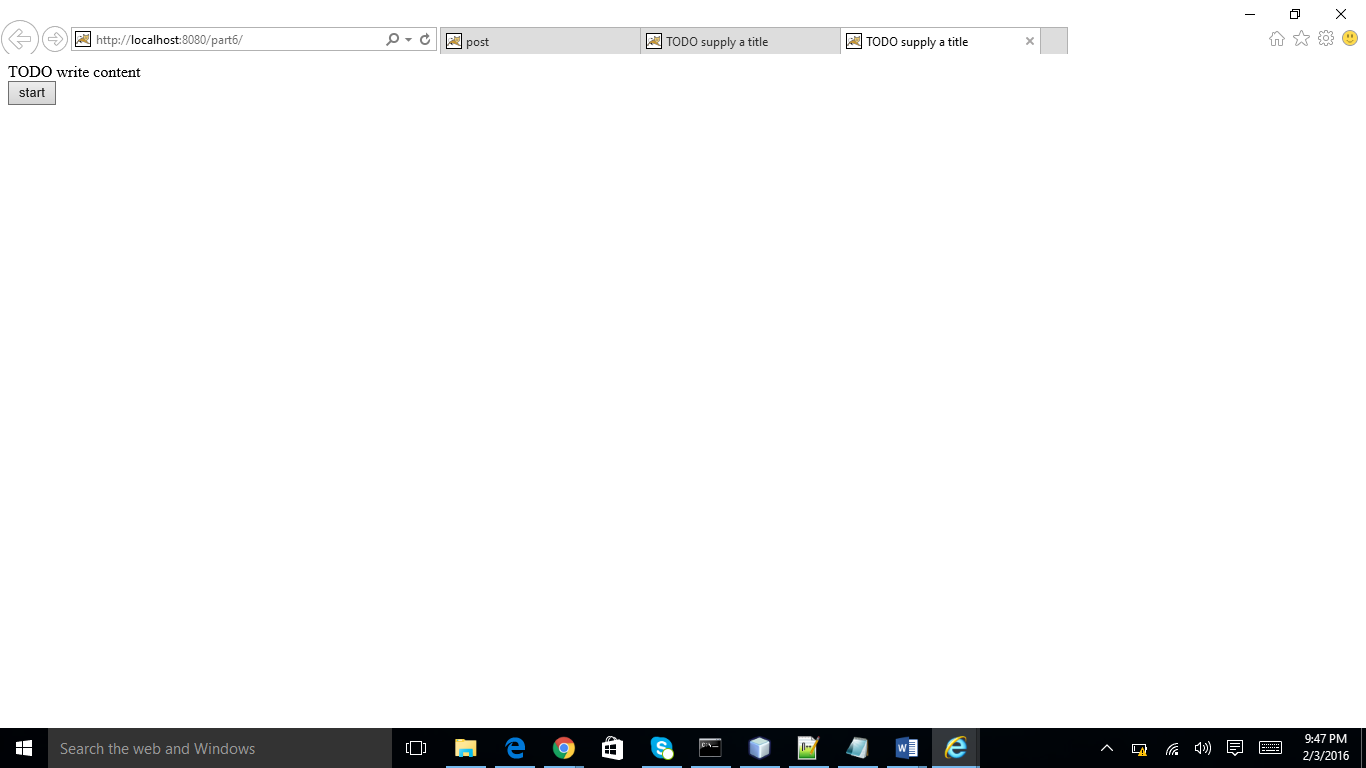 http://localhost:8080/part6/
post
TODO supply a title
TODO supply a title
TODO write content
start
Search the web and Windows
9:47 PM
2/3/2016